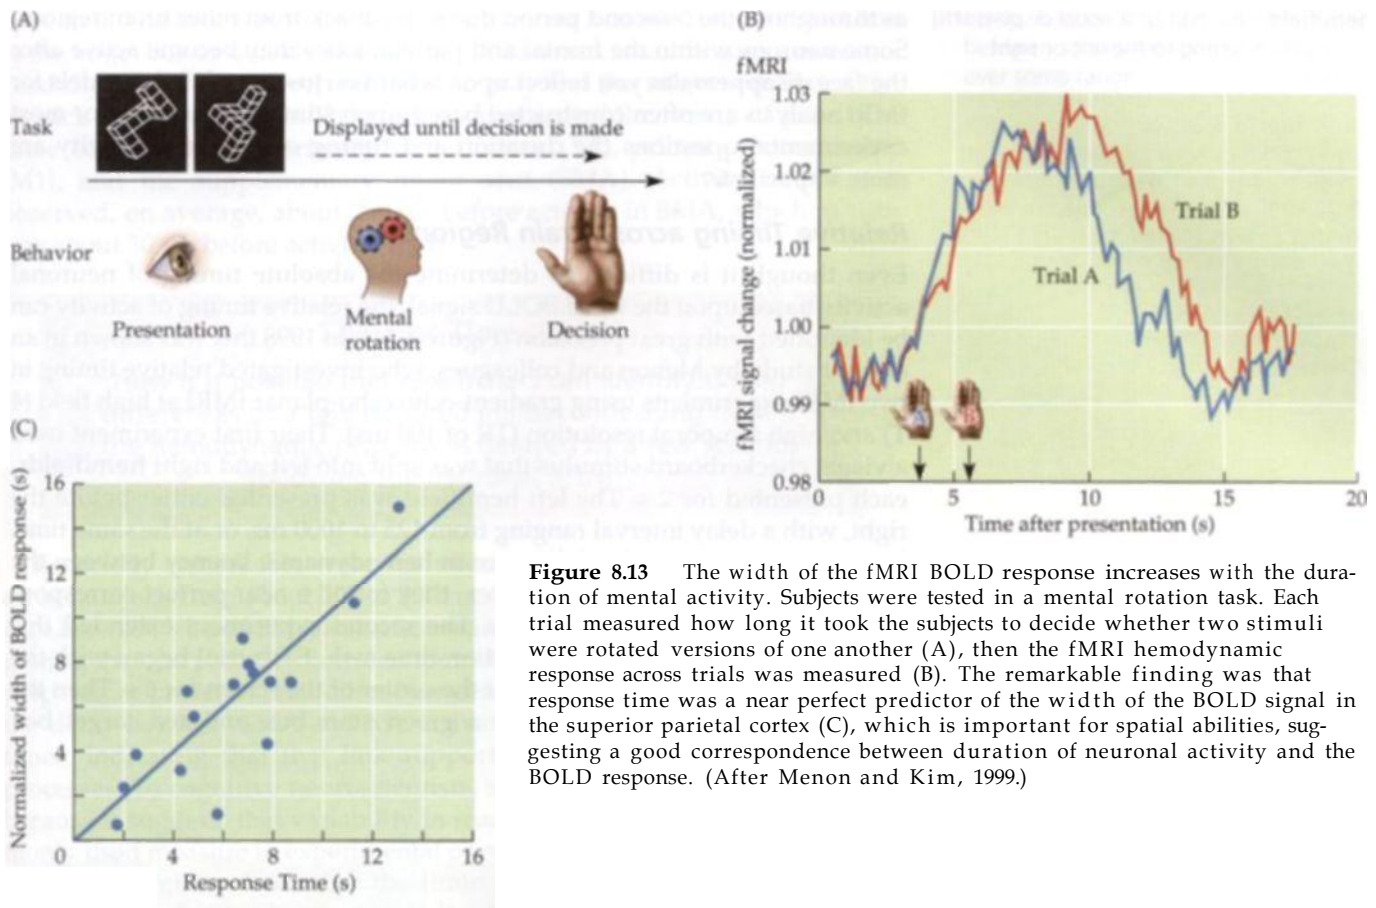 (A)
Task
Displayed until decision is made
Behavior
Presentation
Mental
rotation
Decision
(B)
fMRI
fMRI signal change (normalized)
1.03
1.02
1.01
1.00
0.99
0.98
Trial B
Trial A
A
B
0
5
10
15
20
Time after presentation (s)
(C)
Normalized width of BOLD response (s)
16
12
8
4
0
4
8
12
16
Response Time (s)
Figure 8.13 The width of the fMRI BOLD response increases with the dura-
tion of mental activity. Subjects were tested in a mental rotation task. Each
trial measured how long it took the subjects to decide whether two stimuli
were rotated versions of one another (A), then the fMRI hemodynamic
response across trials was measured (B). The remarkable finding was that
response time was a near perfect predictor of the width of the BOLD signal in
the superior parietal cortex (C), which is important for spatial abilities, sug-
gesting a good correspondence between duration of neuronal activity and the
BOLD response. (After Menon and Kim, 1999.)